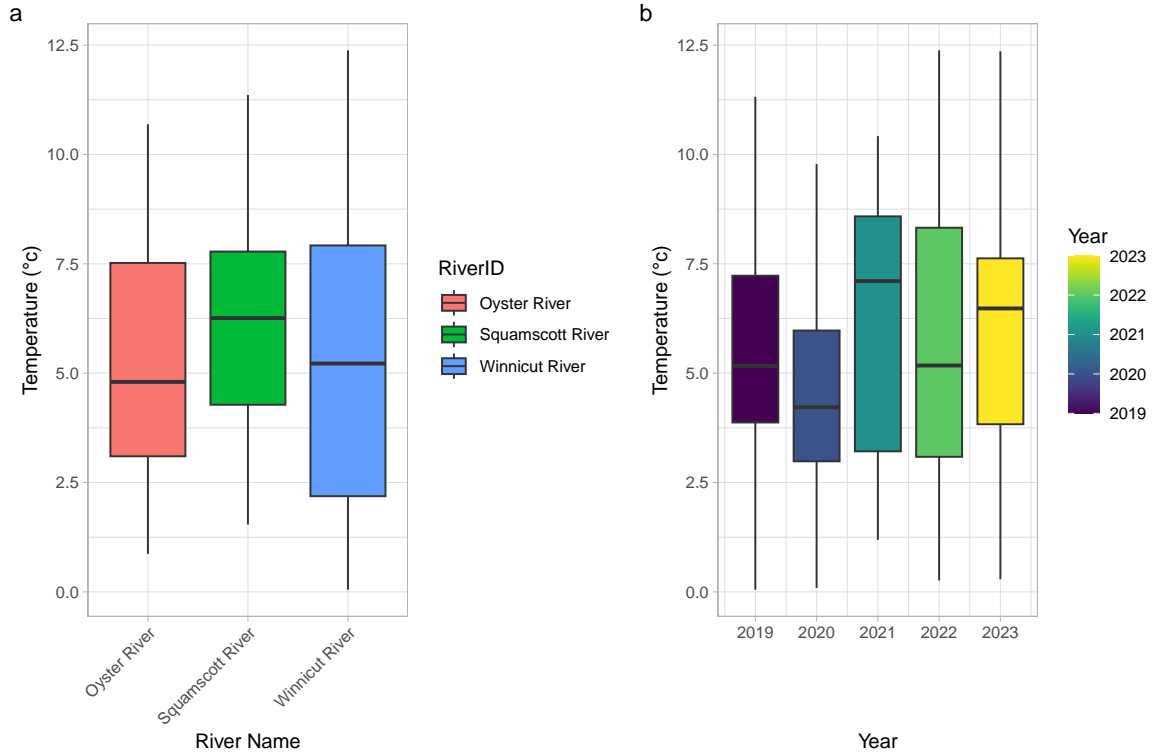 a
12.5
10.0
7.5
5.0
2.5
0.0
Temperature (°c)
Oyster River
Squamscott River
Winnicut River
River Name
RiverID
Oyster River
Squamscott River
Winnicut River
b
12.5
10.0
7.5
5.0
2.5
0.0
Temperature (°c)
2019 2020 2021 2022 2023
Year
Year
2023
2022
2021
2020
2019